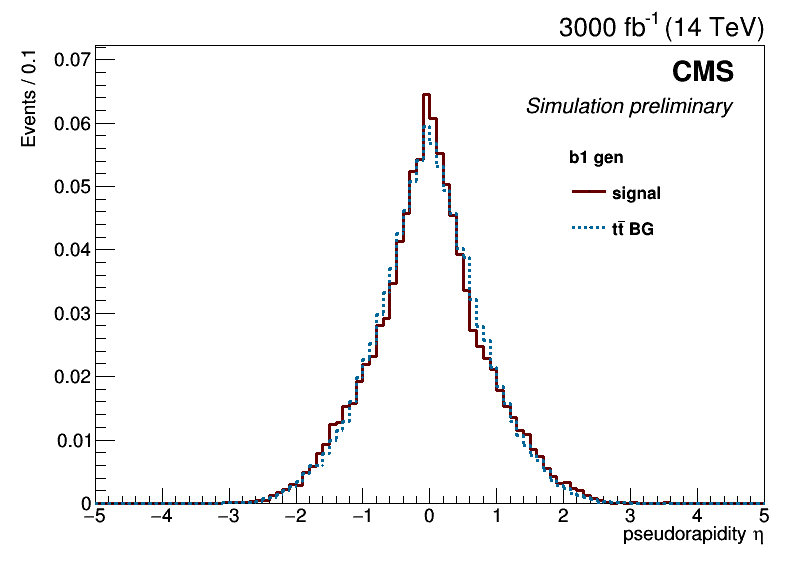 3000 fb⁻¹ (14 TeV)
CMS
Simulation preliminary
Events / 0.1
b1 gen
signal
tt̄ BG
0.07
0.06
0.05
0.04
0.03
0.02
0.01
0
−5 −4 −3 −2 −1 0 1 2 3 4 5
pseudorapidity η